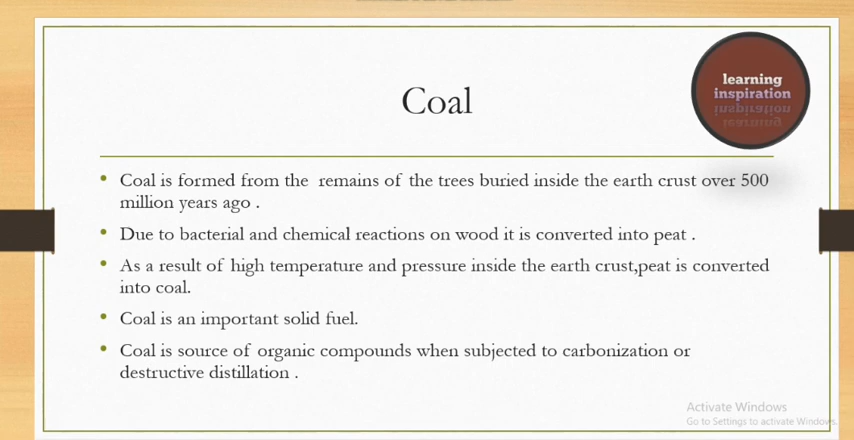 learning
inspiration
Coal
• Coal is formed from the remains of the trees buried inside the earth crust over 500
million years ago .
• Due to bacterial and chemical reactions on wood it is converted into peat .
• As a result of high temperature and pressure inside the earth crust,peat is converted
into coal.
• Coal is an important solid fuel.
• Coal is source of organic compounds when subjected to carbonization or
destructive distillation .
Activate Windows
Go to Settings to activate Windows.